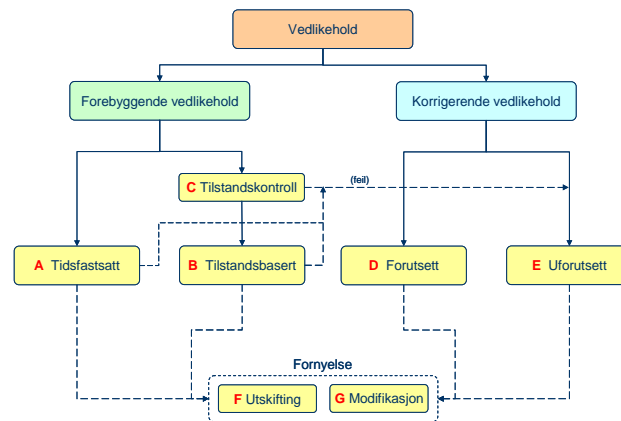 Vedlikehold
Forebyggende vedlikehold
Korrigerende vedlikehold
C Tilstandskontroll
(feil)
A Tidsfastsatt
B Tilstandsbasert
D Forutsett
E Uforutsett
Fornyelse
F Utskifting
G Modifikasjon